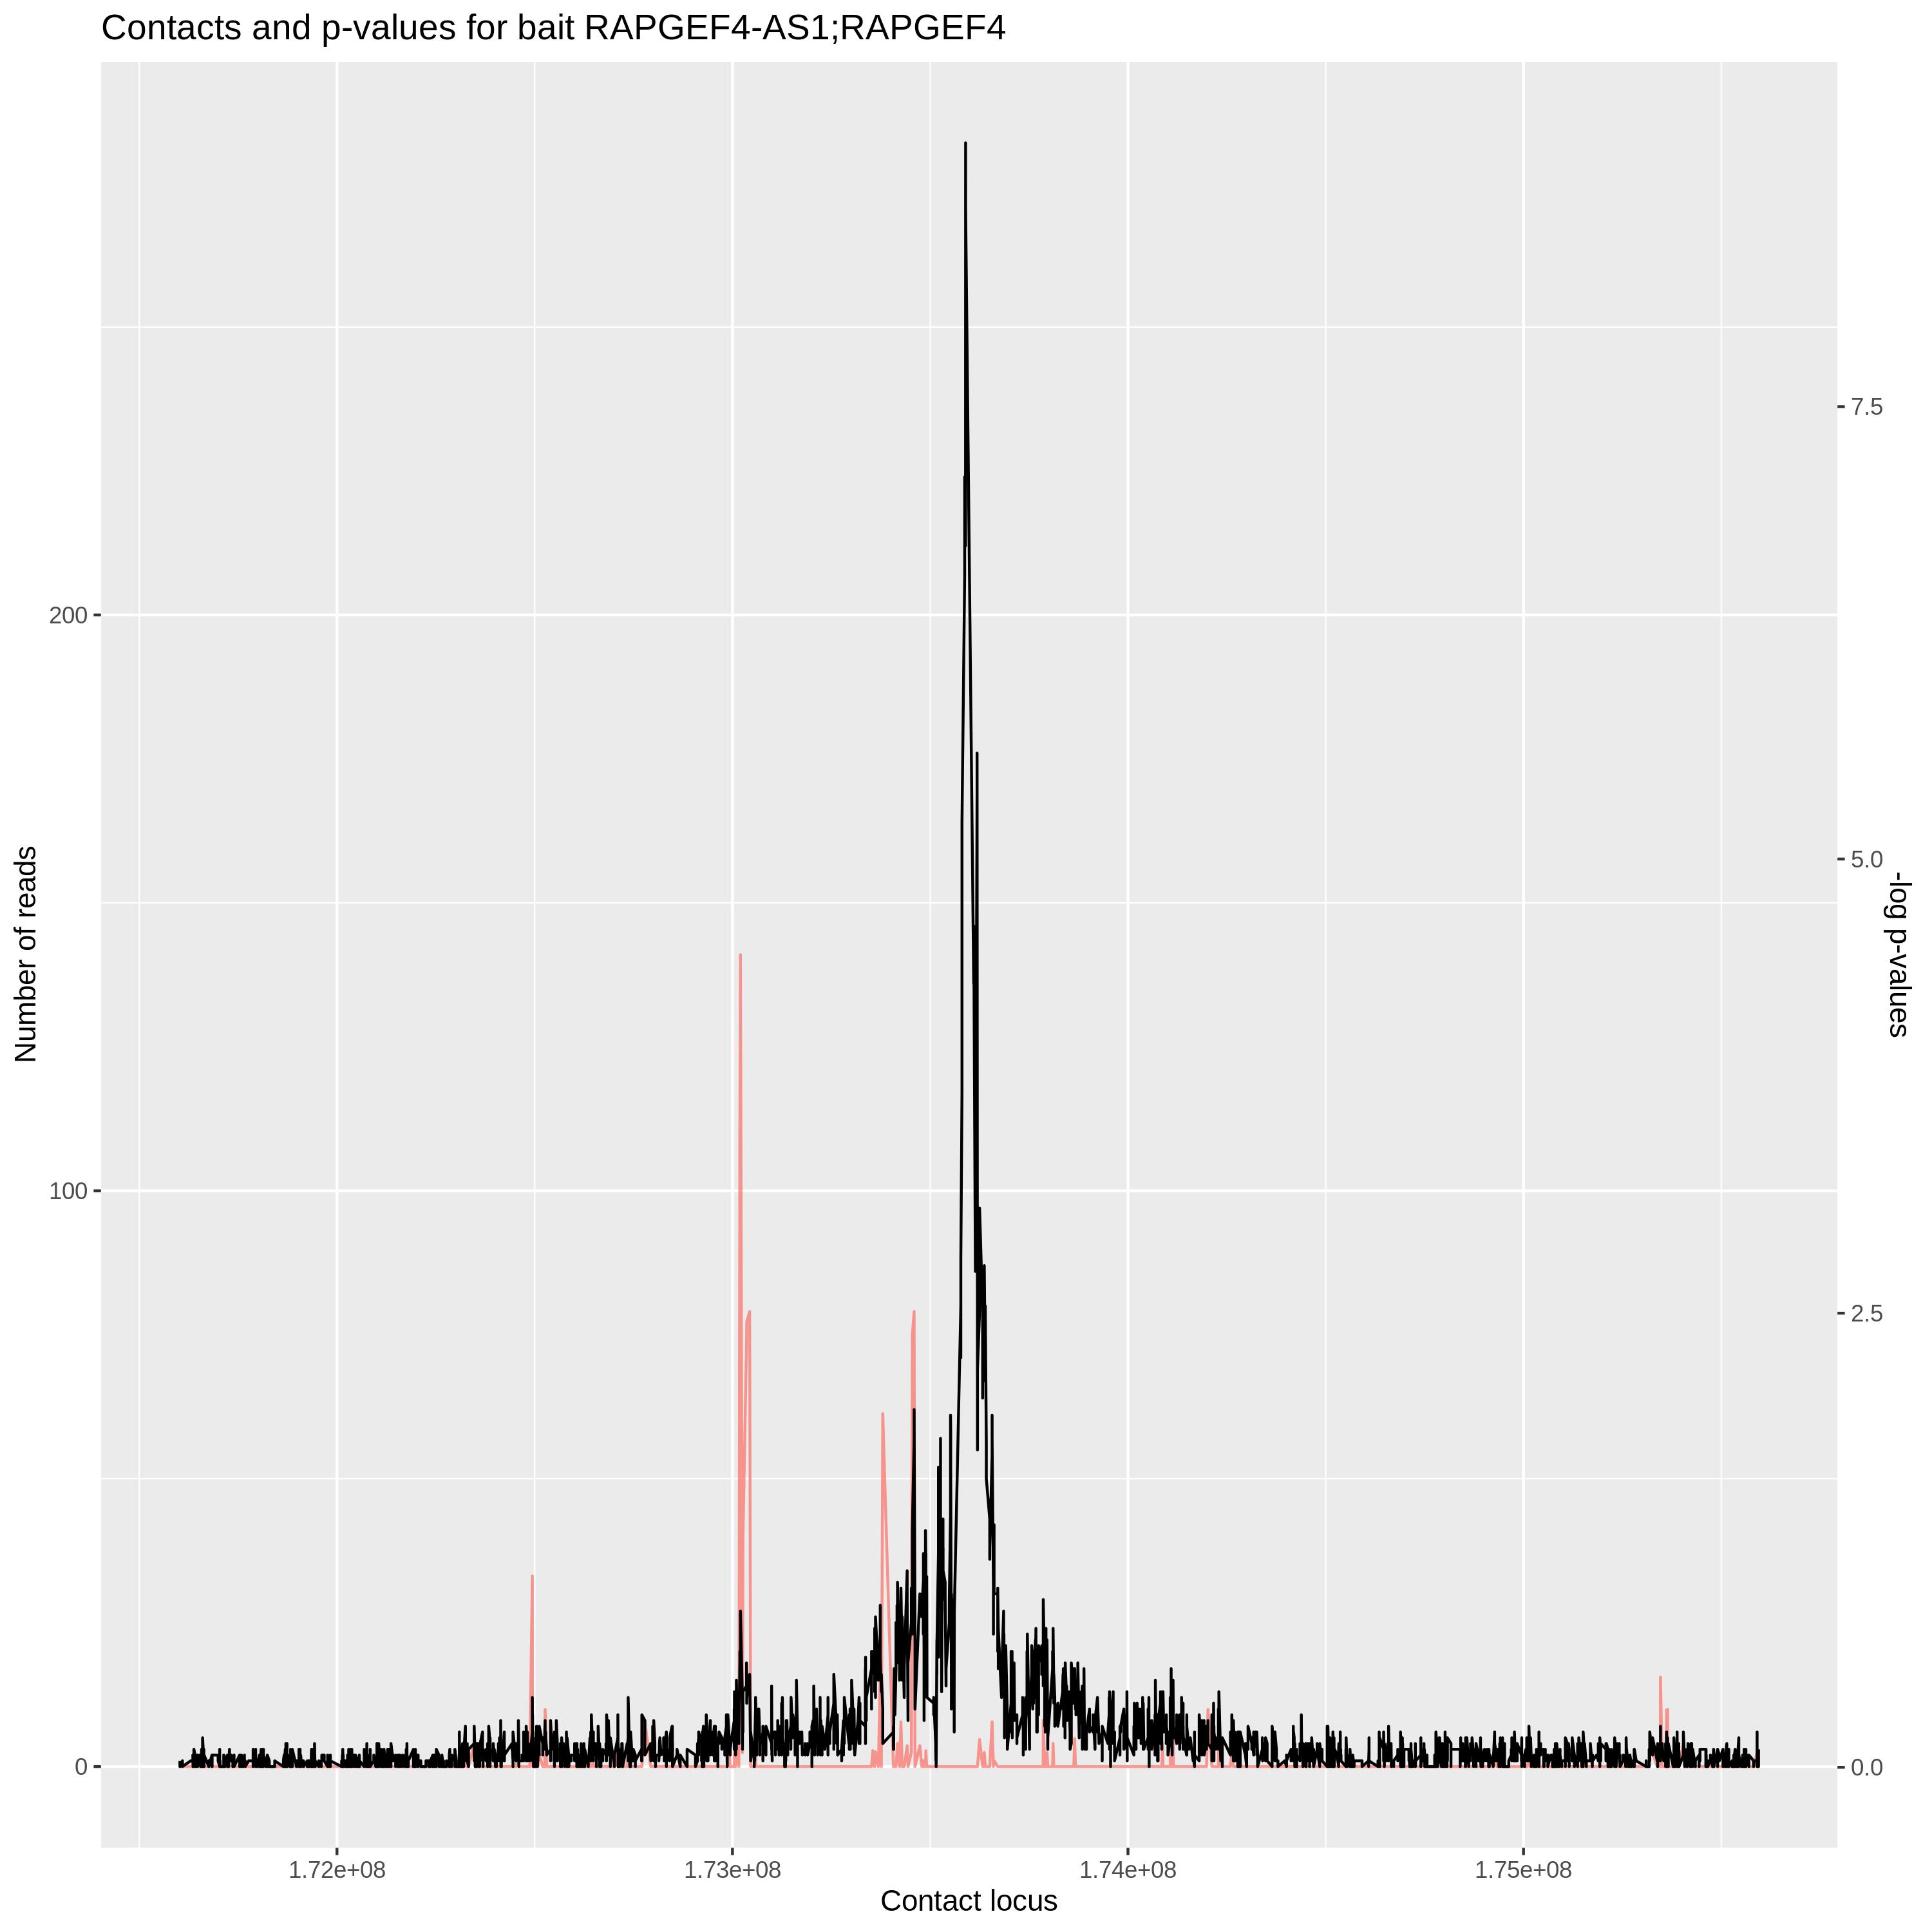 Contacts and p-values for bait RAPGEF4-AS1;RAPGEF4
Number of reads
200
100
0
7.5
5.0
2.5
0.0
-log p-values
1.72e+08
1.73e+08
1.74e+08
1.75e+08
Contact locus